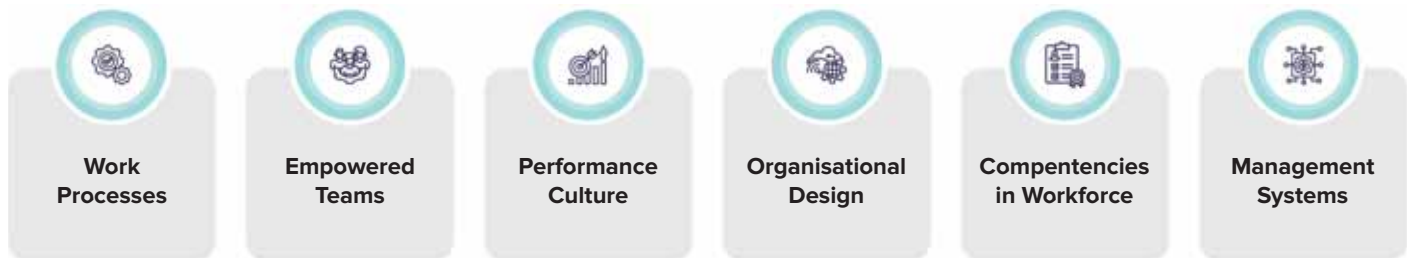 Work
Processes
Empowered
Teams
Performance
Culture
Organisational
Design
Compentencies
in Workforce
Management
Systems